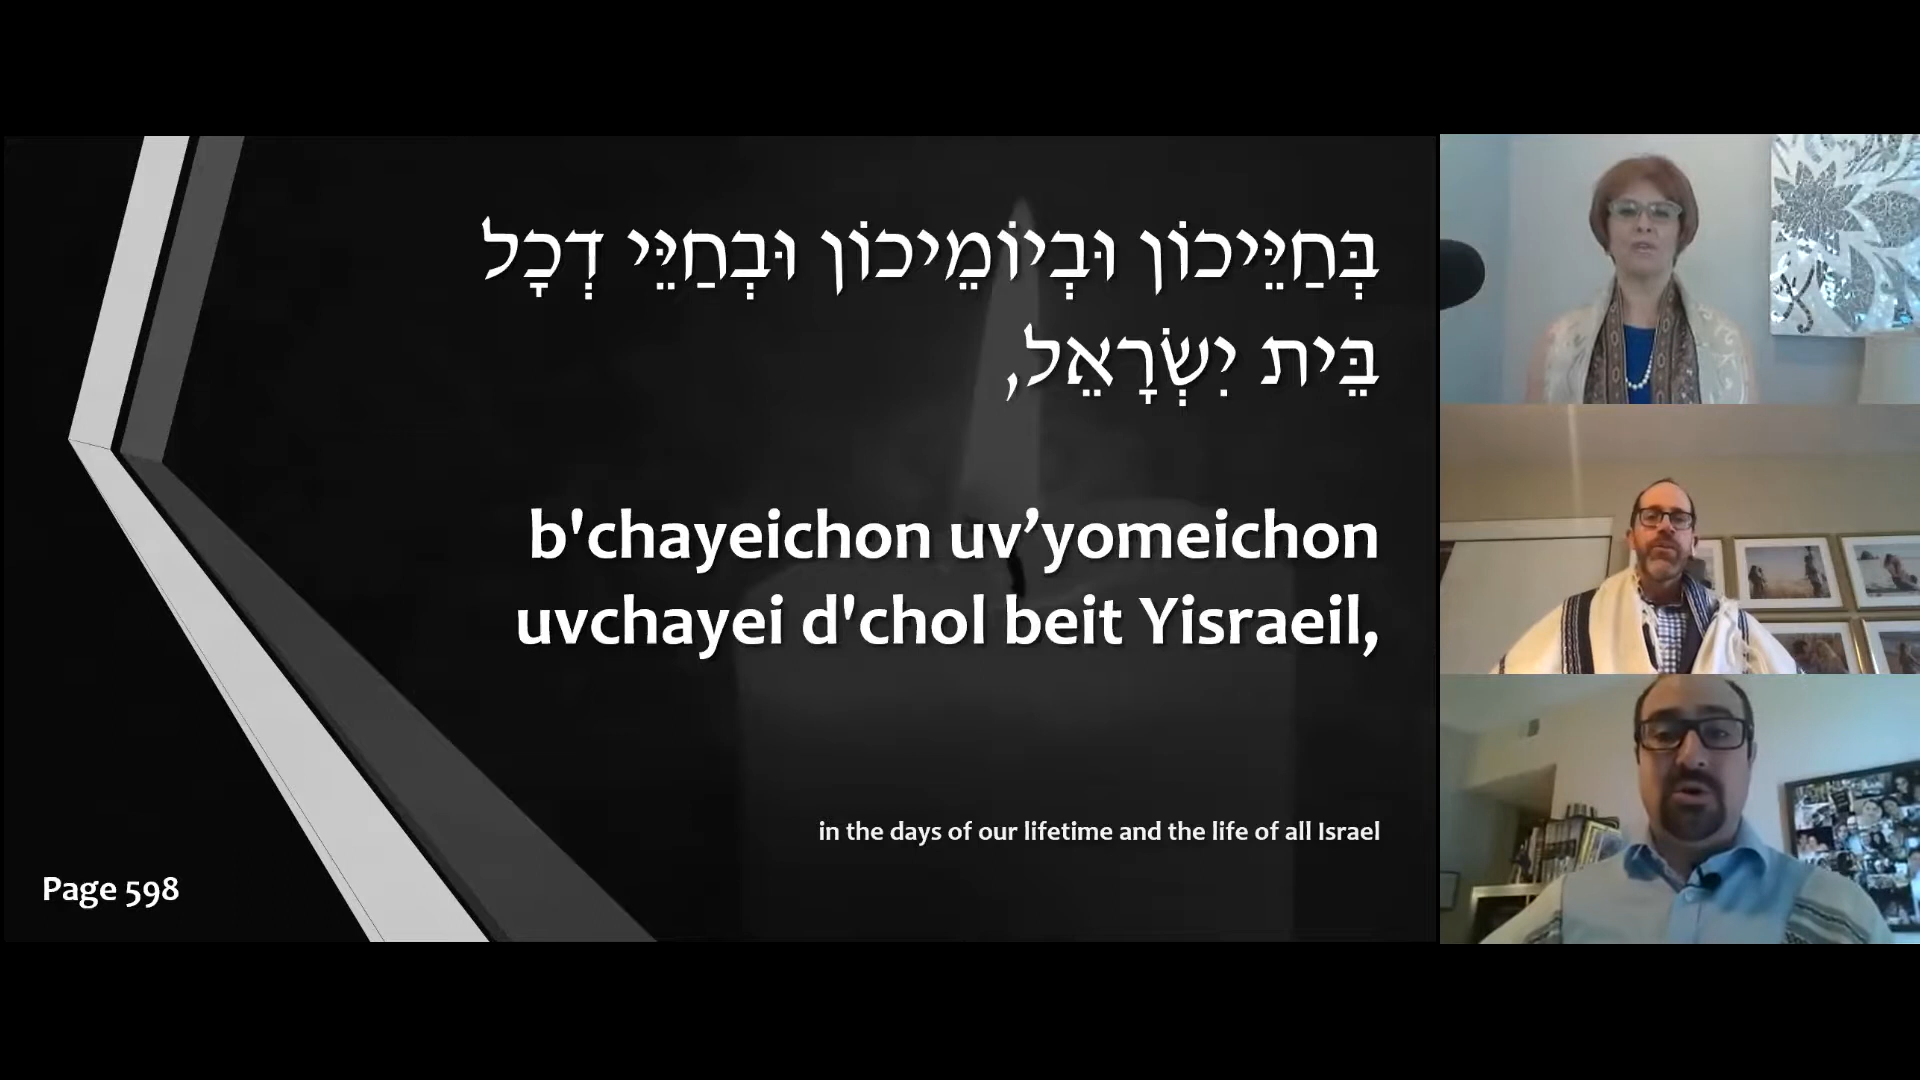 בְּחַיֵּיכוֹן וּבְיוֹמֵיכוֹן וּבְחַיֵּי דְכָל
בֵּית יִשְׂרָאֵל,
b'chayeichon uv’yomeichon
uvchayei d'chol beit Yisraeil,
in the days of our lifetime and the life of all Israel
Page 598